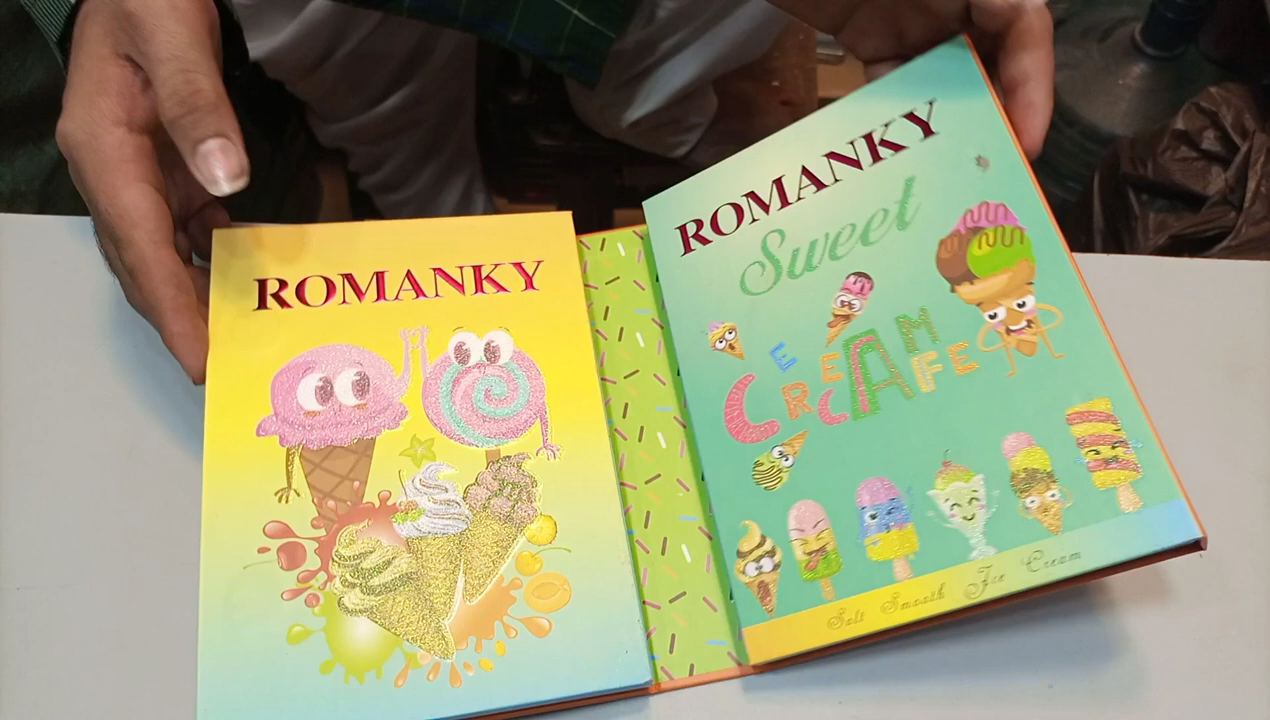 ROMANKY
ROMANKY
Sweet
CREAM
CAFE
Soft Smooth Ice Cream